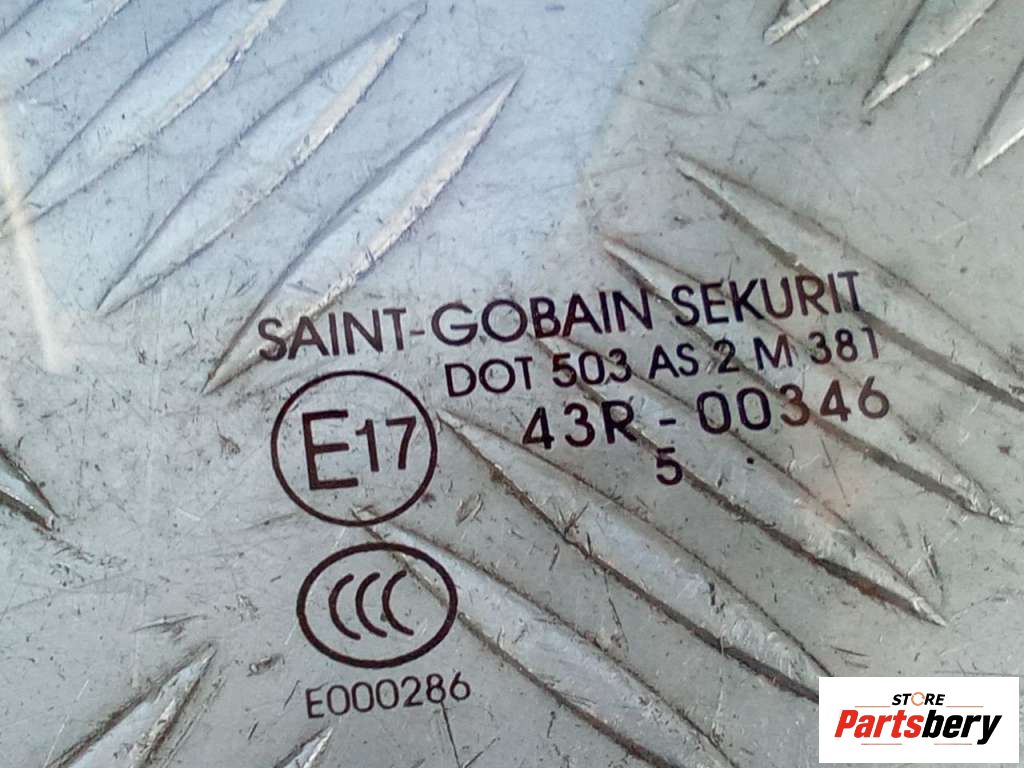 SAINT-GOBAIN SEKURIT
DOT 503 AS 2 M 381
E17
43R - 00346
5 .
CCC
E000286
STORE
Partsbery